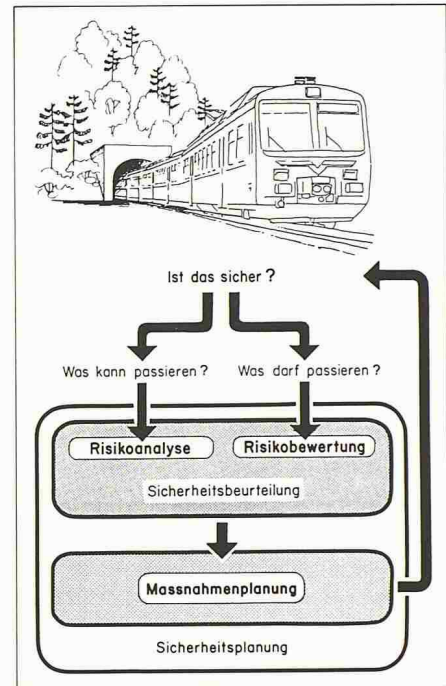 Ist das sicher?
Was kann passieren? Was darf passieren?
Risikoanalyse Risikobewertung
Sicherheitsbeurteilung
Massnahmenplanung
Sicherheitsplanung